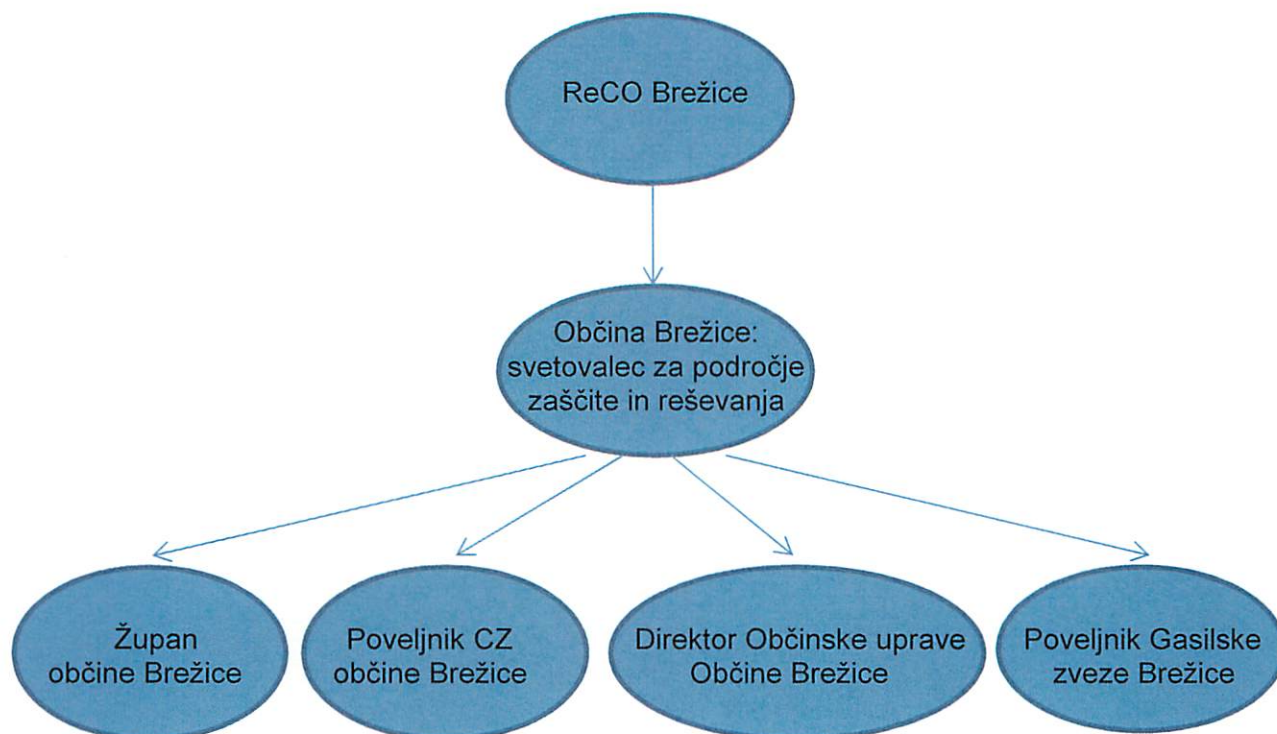 ReCO Brežice
Občina Brežice:
svetovalec za področje
zaščite in reševanja
Župan
občine Brežice
Poveljnik CZ
občine Brežice
Direktor Občinske uprave
Občine Brežice
Poveljnik Gasilske
zveze Brežice